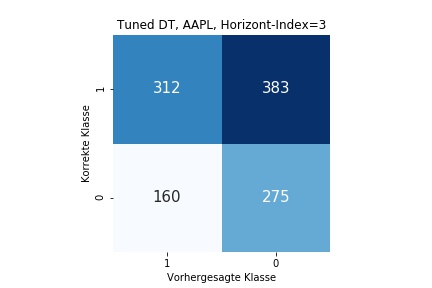 Tuned DT, AAPL, Horizont-Index=3
Korrekte Klasse
1
312
383
0
160
275
1
0
Vorhergesagte Klasse